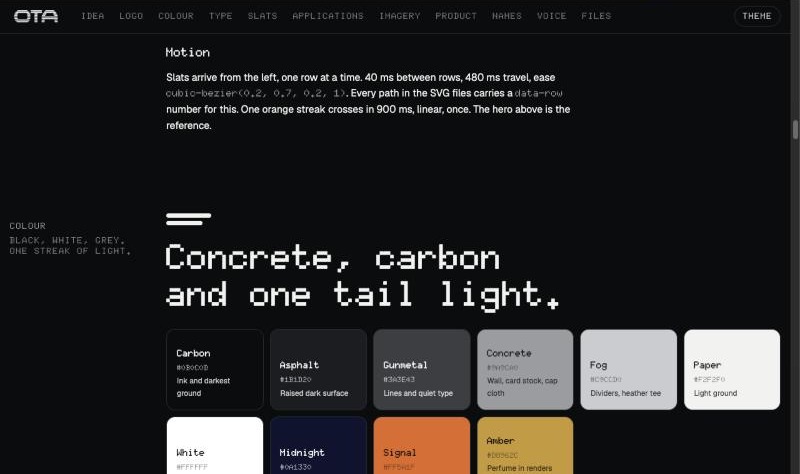 OTA IDEA LOGO COLOUR TYPE SLATS APPLICATIONS IMAGERY PRODUCT NAMES VOICE FILES THEME
Motion
Slats arrive from the left, one row at a time. 40 ms between rows, 480 ms travel, ease
cubic-bezier(0.2, 0.7, 0.2, 1). Every path in the SVG files carries a data-row
number for this. One orange streak crosses in 900 ms, linear, once. The hero above is the
reference.
COLOUR
BLACK, WHITE, GREY.
ONE STREAK OF LIGHT.
Concrete, carbon
and one tail light.
Carbon
#0B0C0D
Ink and darkest
ground
Asphalt
#1B1D20
Raised dark surface
Gunmetal
#3A3E43
Lines and quiet type
Concrete
Wall, card stock, cap
cloth
Fog
#C9CCD0
Dividers, heather tee
Paper
#F2F2F0
Light ground
White
#FFFFFF
Midnight
#0A1330
Signal
#FF5A1F
Amber
Perfume in renders